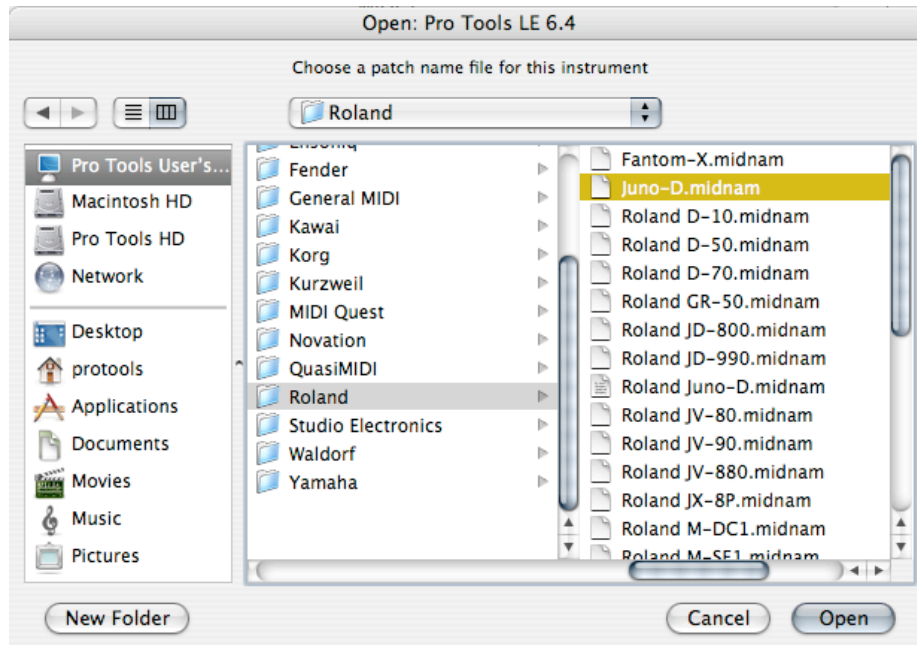 Open: Pro Tools LE 6.4
Choose a patch name file for this instrument
Roland
Pro Tools User's...
Macintosh HD
Pro Tools HD
Network
Desktop
protools
Applications
Documents
Movies
Music
Pictures
Ensoniq
Fender
General MIDI
Kawai
Korg
Kurzweil
MIDI Quest
Novation
QuasiMIDI
Roland
Studio Electronics
Waldorf
Yamaha
Fantom-X.midnam
Juno-D.midnam
Roland D-10.midnam
Roland D-50.midnam
Roland D-70.midnam
Roland GR-50.midnam
Roland JD-800.midnam
Roland JD-990.midnam
Roland Juno-D.midnam
Roland JV-80.midnam
Roland JV-90.midnam
Roland JV-880.midnam
Roland JX-8P.midnam
Roland M-DC1.midnam
Roland M-SE1.midnam
New Folder
Cancel
Open